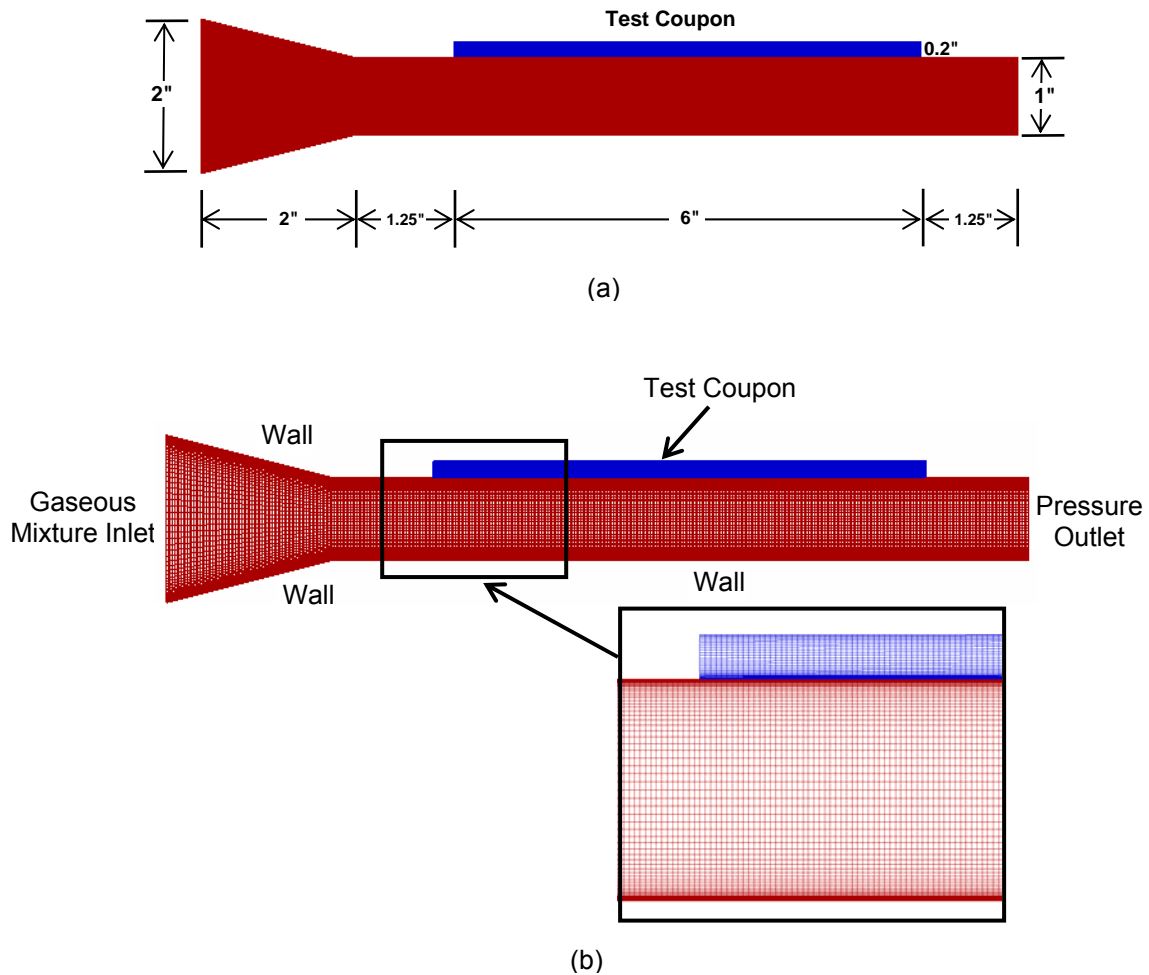 Test Coupon
0.2"
2"
1"
2"
1.25"
6"
1.25"
(a)
Test Coupon
Wall
Gaseous
Mixture Inlet
Pressure
Outlet
Wall
Wall
(b)